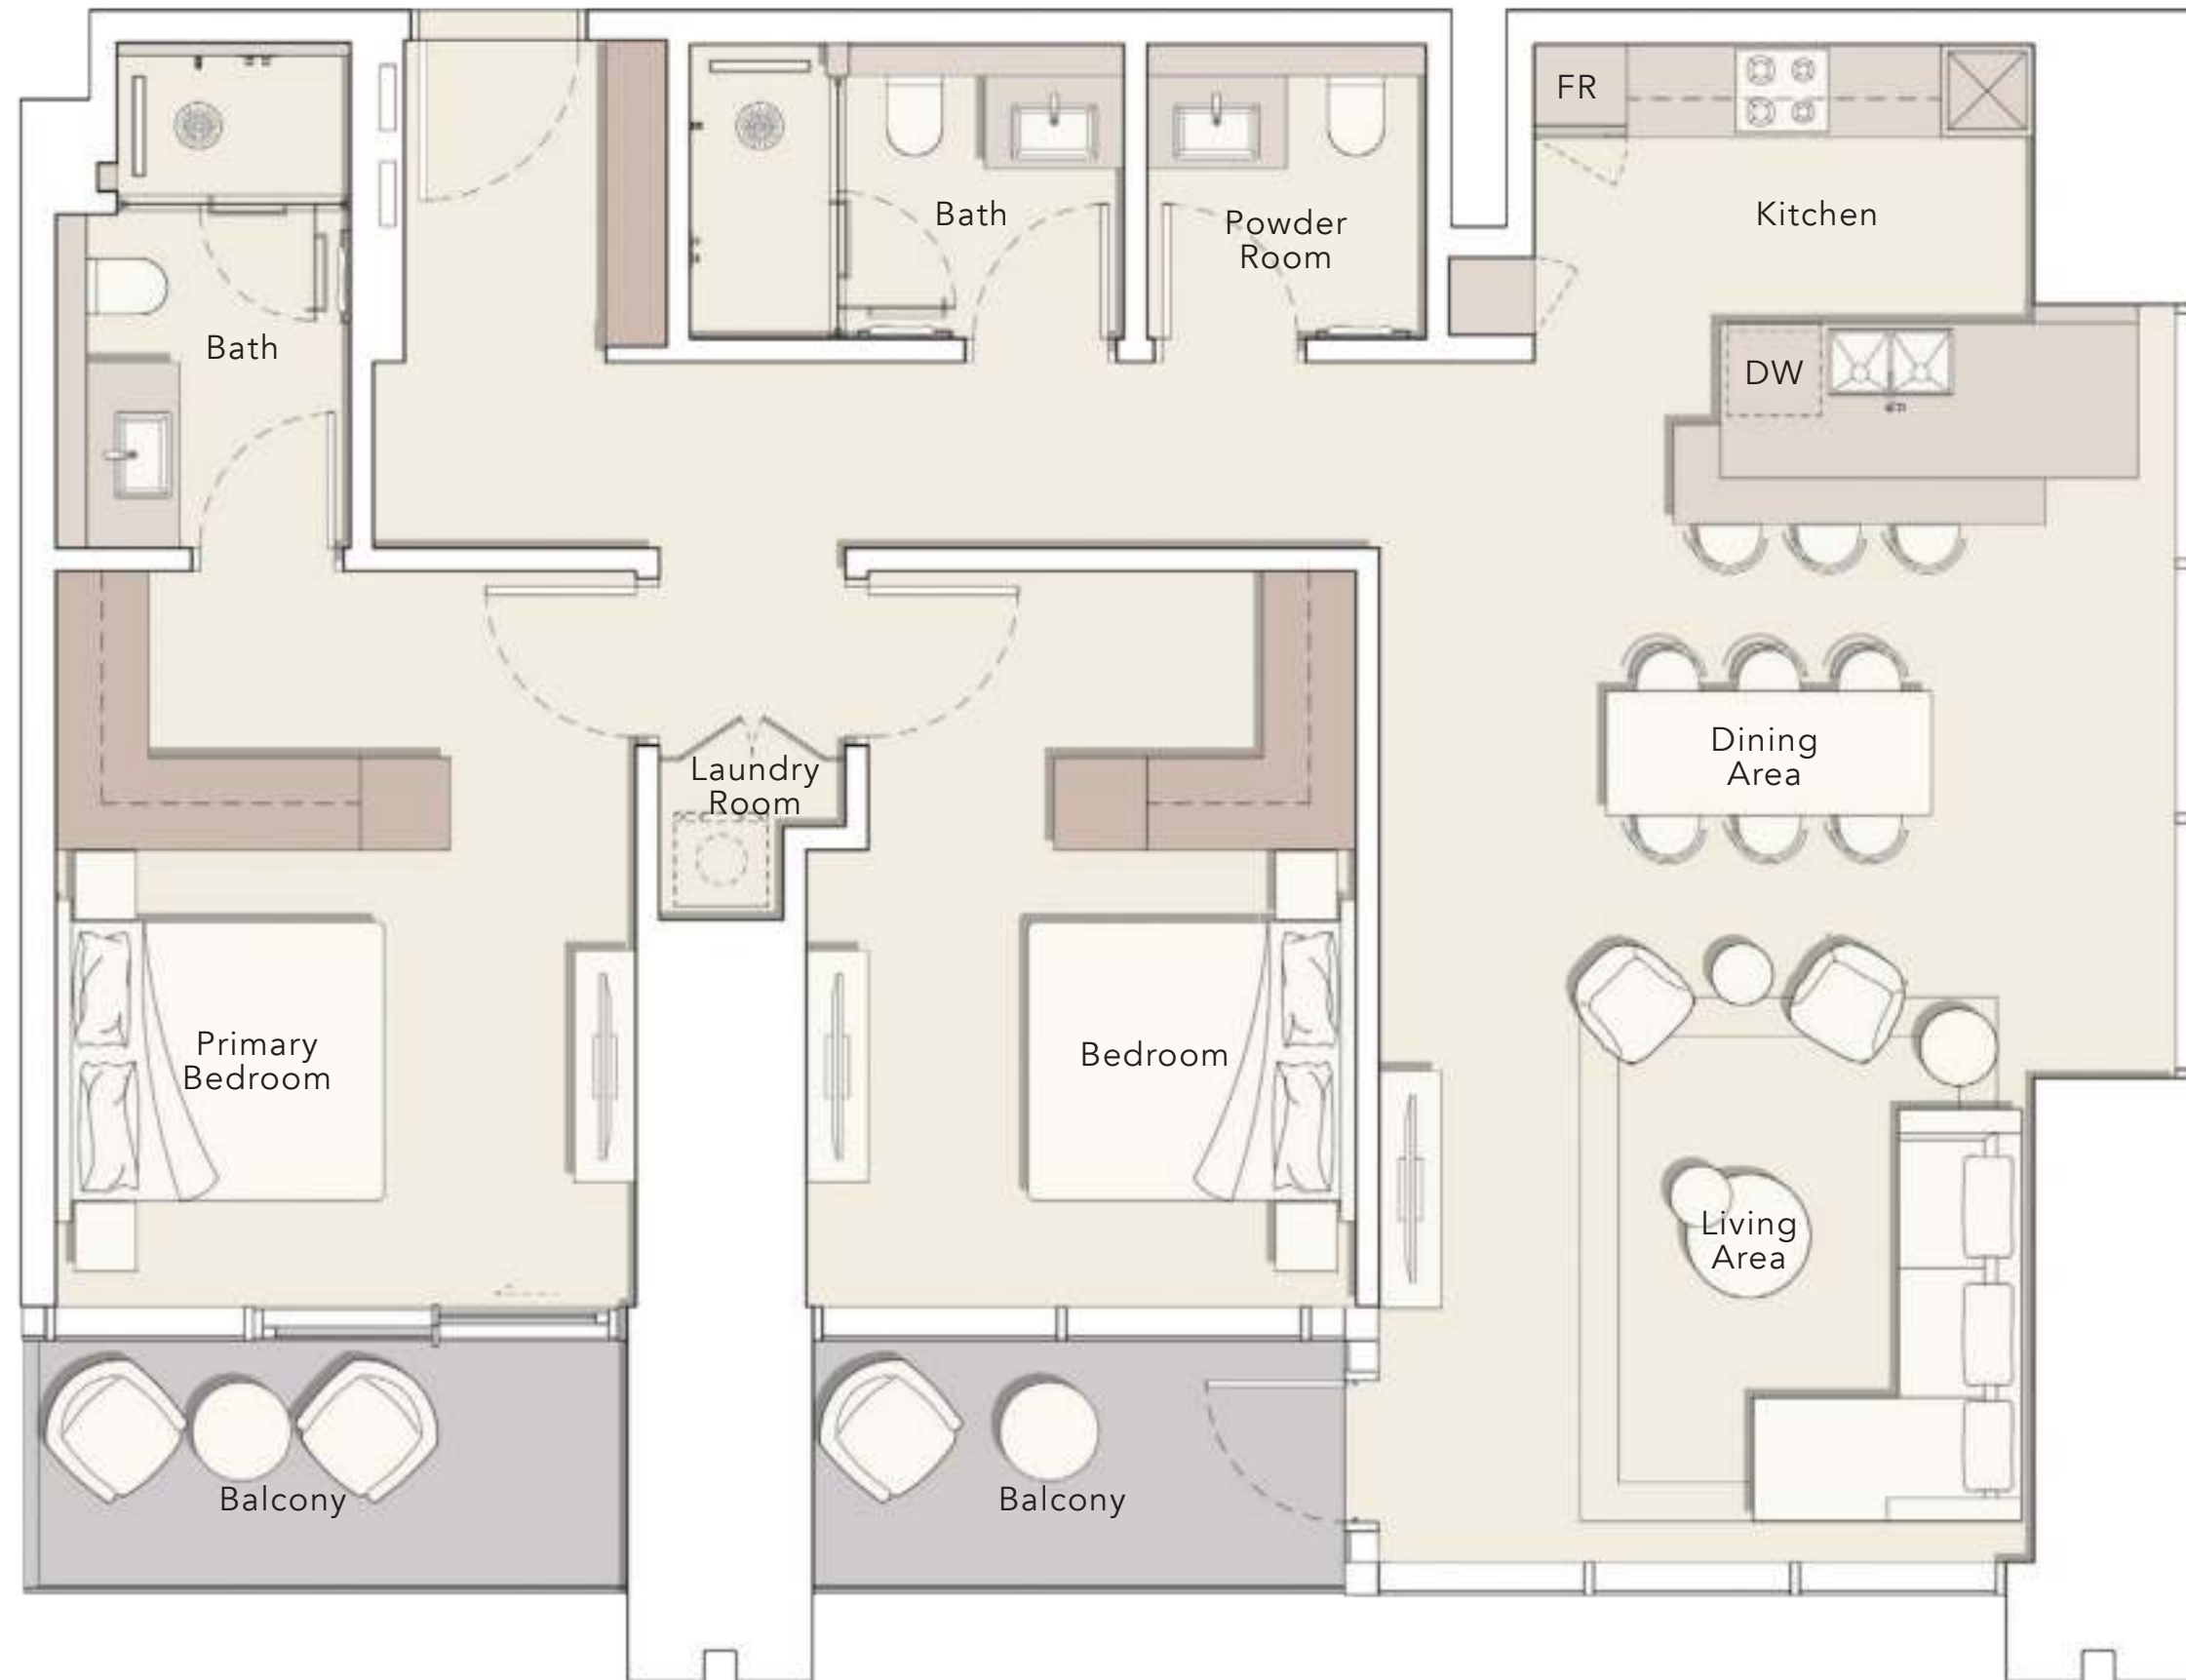 FR
Bath
Powder
Room
Kitchen
Bath
DW
Dining
Area
Laundry
Room
Primary
Bedroom
Bedroom
Living
Area
Balcony
Balcony